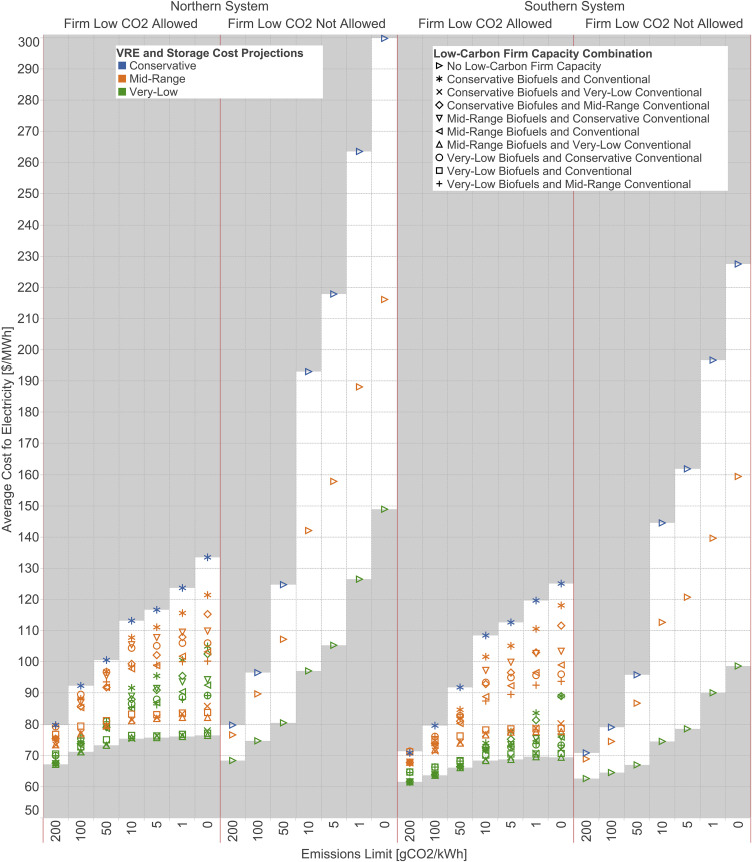 Northern System
Southern System
Firm Low CO2 Allowed
Firm Low CO2 Not Allowed
Firm Low CO2 Allowed
Firm Low CO2 Not Allowed
VRE and Storage Cost Projections
Conservative
Mid-Range
Very-Low
Low-Carbon Firm Capacity Combination
No Low-Carbon Firm Capacity
Conservative Biofuels and Conventional
Conservative Biofuels and Very-Low Conventional
Conservative Biofules and Mid-Range Conventional
Mid-Range Biofuels and Conservative Conventional
Mid-Range Biofuels and Conventional
Mid-Range Biofuels and Very-Low Conventional
Very-Low Biofuels and Conservative Conventional
Very-Low Biofuels and Conventional
Very-Low Biofuels and Mid-Range Conventional
Average Cost fo Electricity [$/MWh]
300
290
280
270
260
250
240
230
220
210
200
190
180
170
160
150
140
130
120
110
100
90
80
70
60
50
200 100 50 10 5 1 0 200 100 50 10 5 1 0 200 100 50 10 5 1 0 200 100 50 10 5 1 0
Emissions Limit [gCO2/kWh]